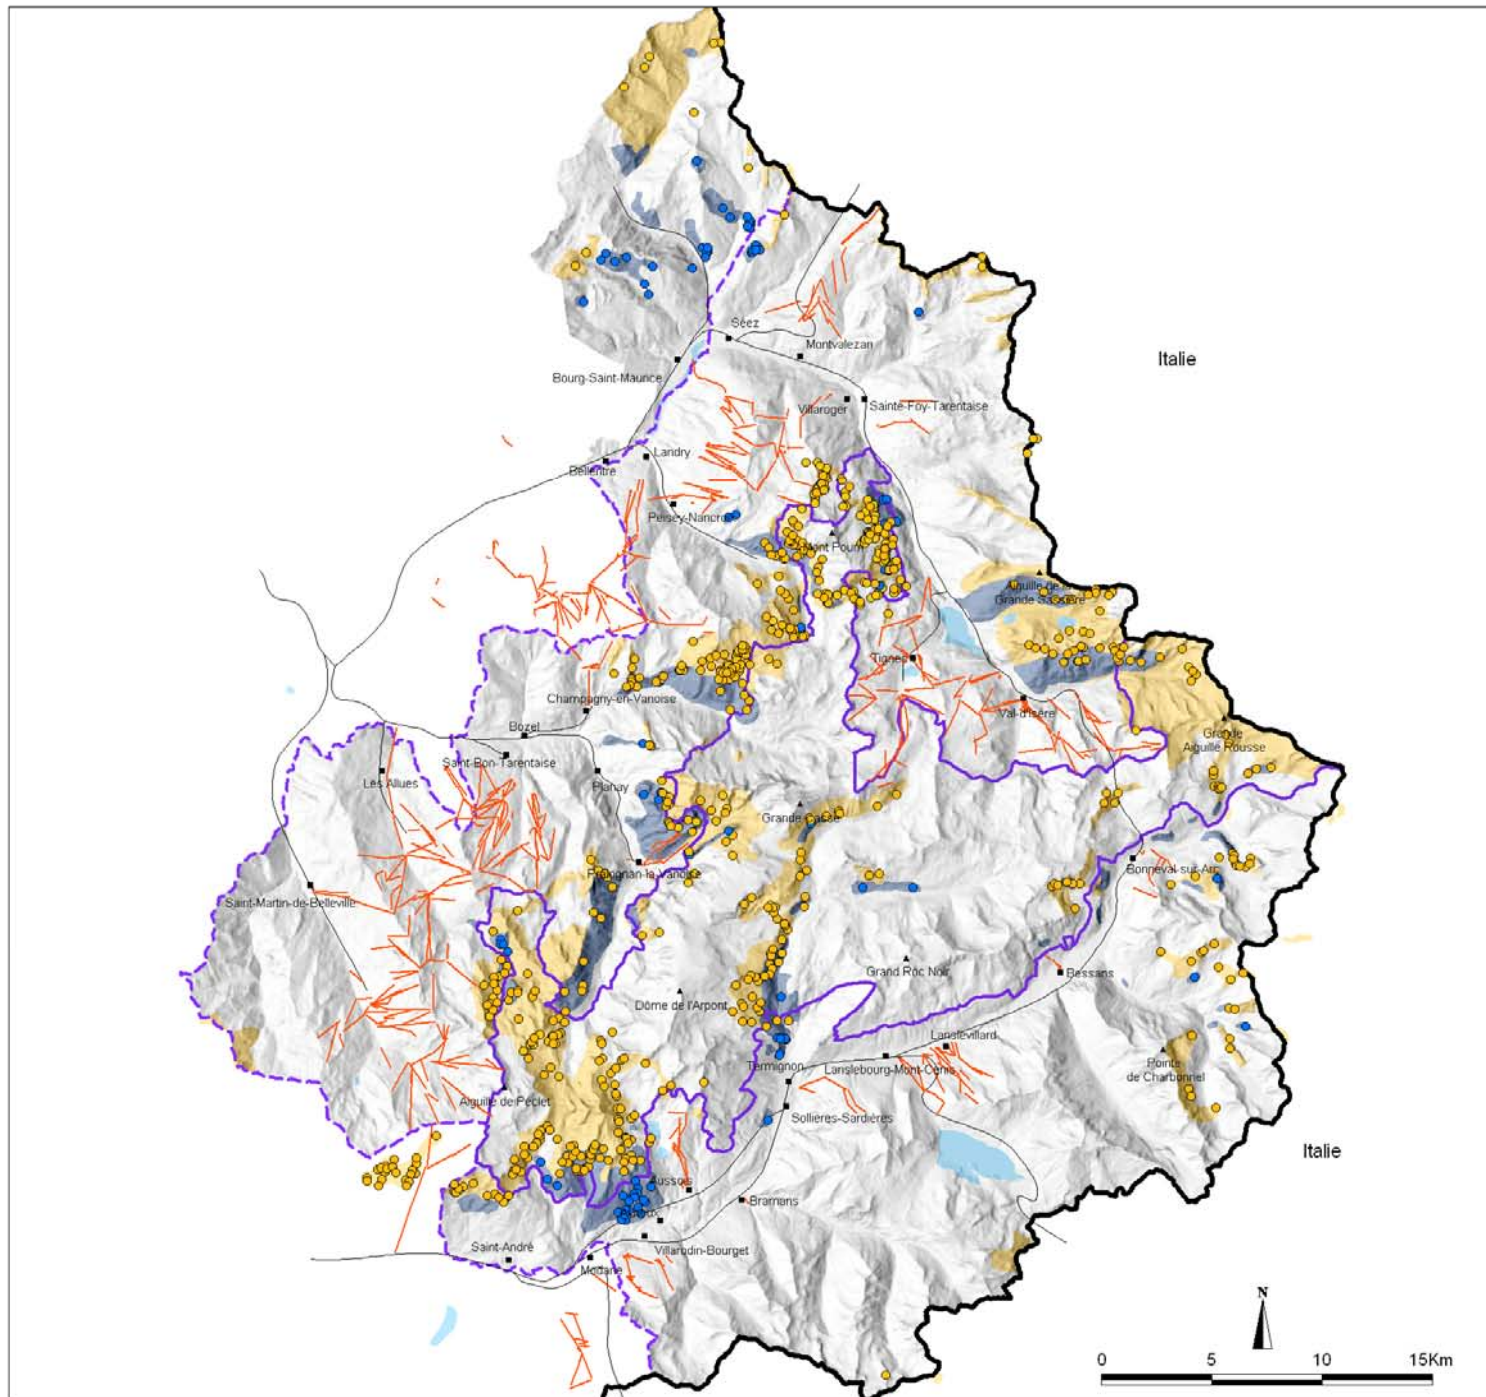 Italie
Séez
Montvalezan
Bourg-Saint-Maurice
Villaroger
Sainte-Foy-Tarentaise
Landry
Bellentre
Peisey-Nancroix
Mont Pourri
Aiguille de la
Grande Sassière
Tignes
Champagny-en-Vanoise
Val-d'Isère
Bozel
Grande
Aiguille Rousse
Saint-Bon-Tarentaise
Les Allues
Planay
Grande Casse
Pralognan-la-Vanoise
Bonneval-sur-Arc
Saint-Martin-de-Belleville
Grand Roc Noir
Bessans
Dôme de l'Arpont
Lanslevillard
Termignon
Lanslebourg-Mont-Cenis
Pointe
de Charbonnel
Aiguille de Péclet
Sollières-Sardières
Italie
Aussois
Bramans
Saint-André
Villarodin-Bourget
Modane
N
0 5 10 15Km